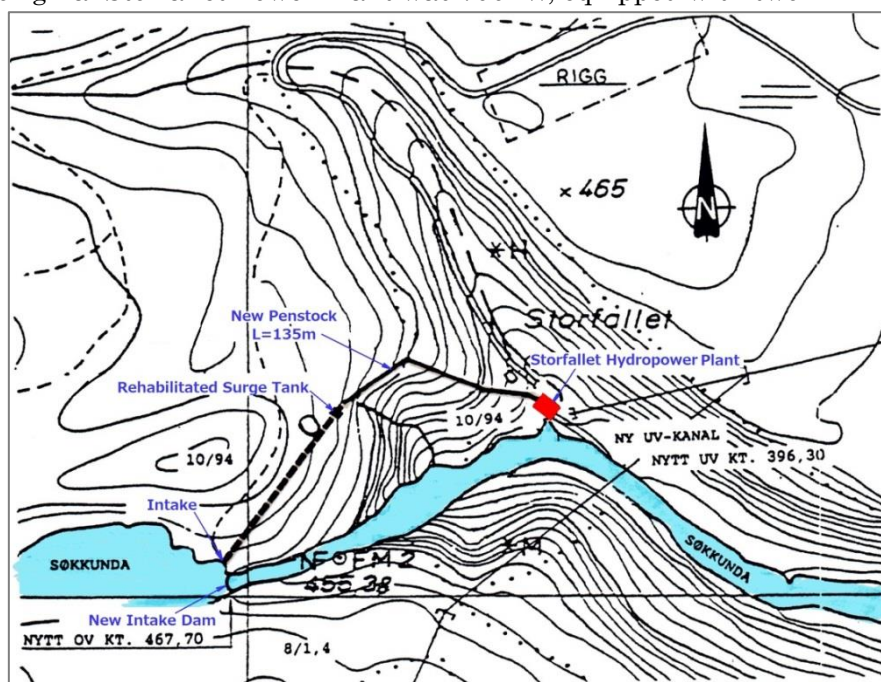 RIGG
× 465
N
H
Storfallet
New Penstock
L=135m
Storfallet Hydropower Plant
Rehabilitated Surge Tank
10/94
NY UV-KANAL
10/94
NYTT UV KT. 396,30
Intake
M
SØKKUNDA
SØKKUNDA
455 38
New Intake Dam
NYTT OV KT. 467,70
8/1,4